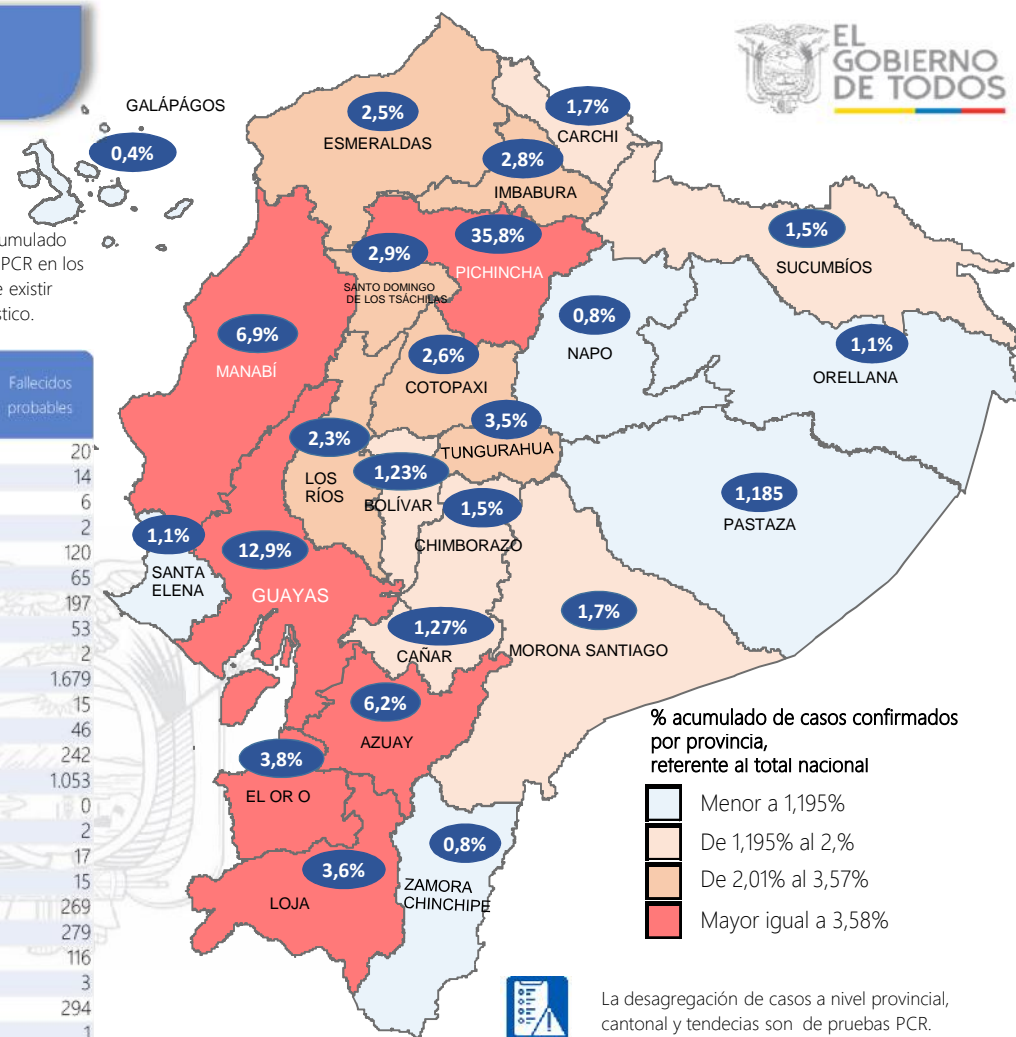 EL
GOBIERNO
DE TODOS
GALÁPÁGOS
0,4%
2,5%
ESMERALDAS
1,7%
CARCHI
2,8%
IMBABURA
1,5%
SUCUMBÍOS
umulado
PCR en los
e existir
stico.
35,8%
PICHINCHA
2,9%
SANTO DOMINGO
DE LOS TSÁCHILAS
0,8%
NAPO
1,1%
ORELLANA
6,9%
MANABÍ
2,6%
COTOPAXI
3,5%
TUNGURAHUA
2,3%
LOS
RÍOS
1,23%
BOLÍVAR
1,5%
CHIMBORAZO
1,185
PASTAZA
1,1%
SANTA
ELENA
12,9%
GUAYAS
1,27%
CAÑAR
1,7%
MORONA SANTIAGO
6,2%
AZUAY
3,8%
EL OR O
3,6%
LOJA
0,8%
ZAMORA
CHINCHIPE
Fallecidos
probables
20
14
6
2
120
65
197
53
2
1.679
15
46
242
1.053
0
2
17
15
269
279
116
3
294
1
% acumulado de casos confirmados
por provincia,
referente al total nacional
Menor a 1,195%
De 1,195% al 2,%
De 2,01% al 3,57%
Mayor igual a 3,58%
La desagregación de casos a nivel provincial,
cantonal y tendecias son de pruebas PCR.